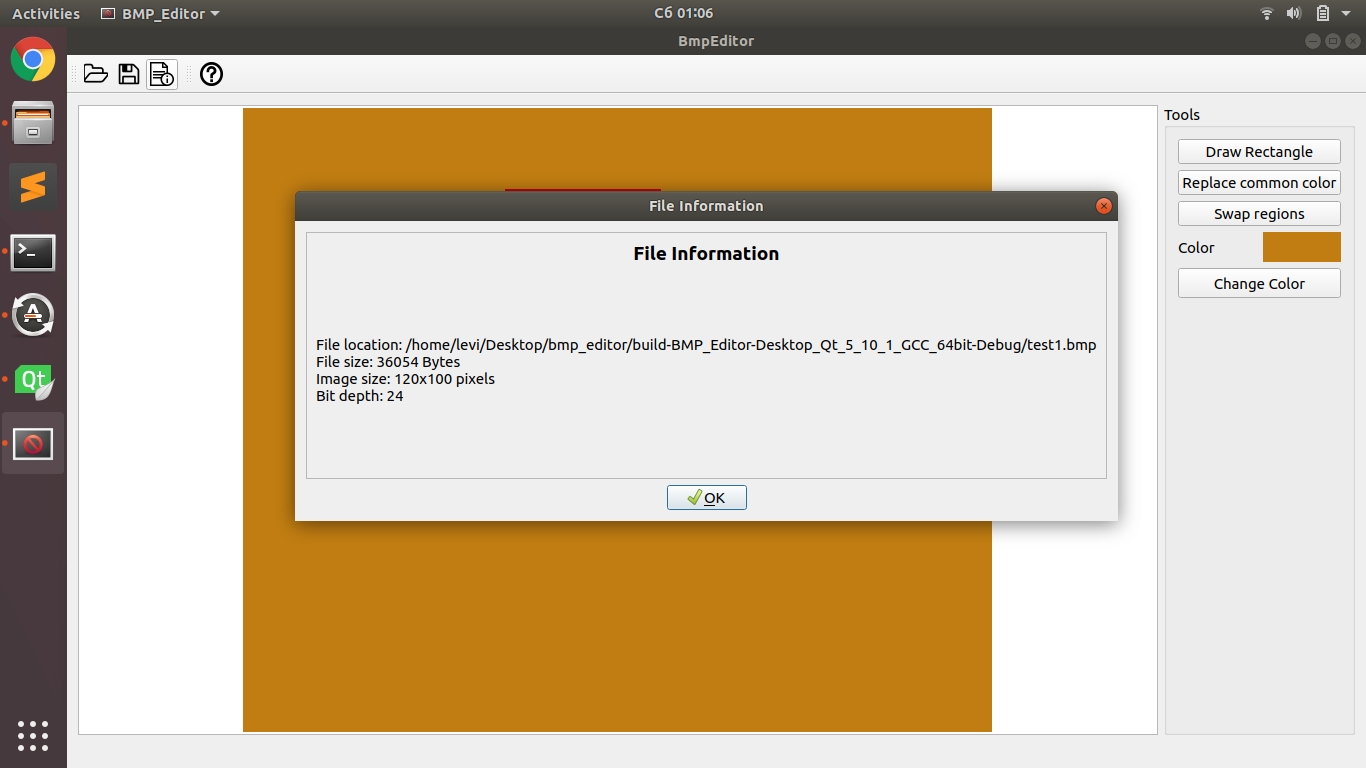 Activities
BMP_Editor
Сб 01:06
BmpEditor
Tools
Draw Rectangle
Replace common color
Swap regions
Color
Change Color
File Information
File Information
File location: /home/levi/Desktop/bmp_editor/build-BMP_Editor-Desktop_Qt_5_10_1_GCC_64bit-Debug/test1.bmp
File size: 36054 Bytes
Image size: 120x100 pixels
Bit depth: 24
OK
Qt